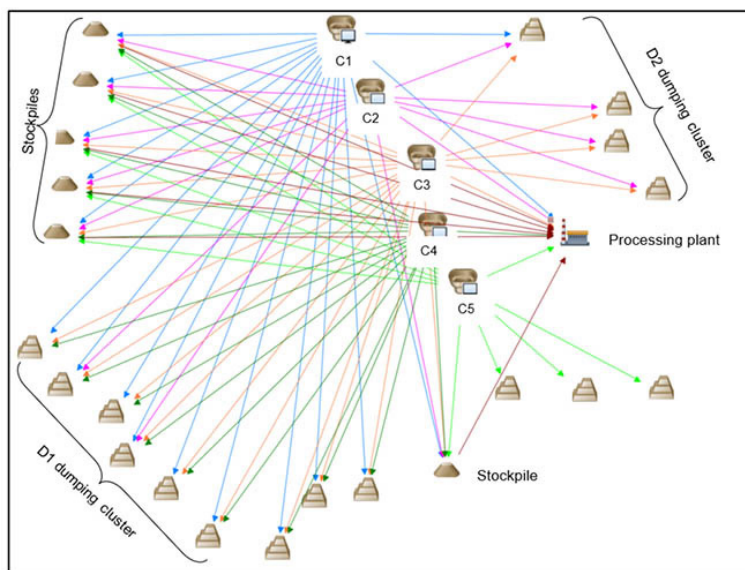 C1
C2
C3
C4
C5
Stockpiles
D2 dumping cluster
Processing plant
D1 dumping cluster
Stockpile